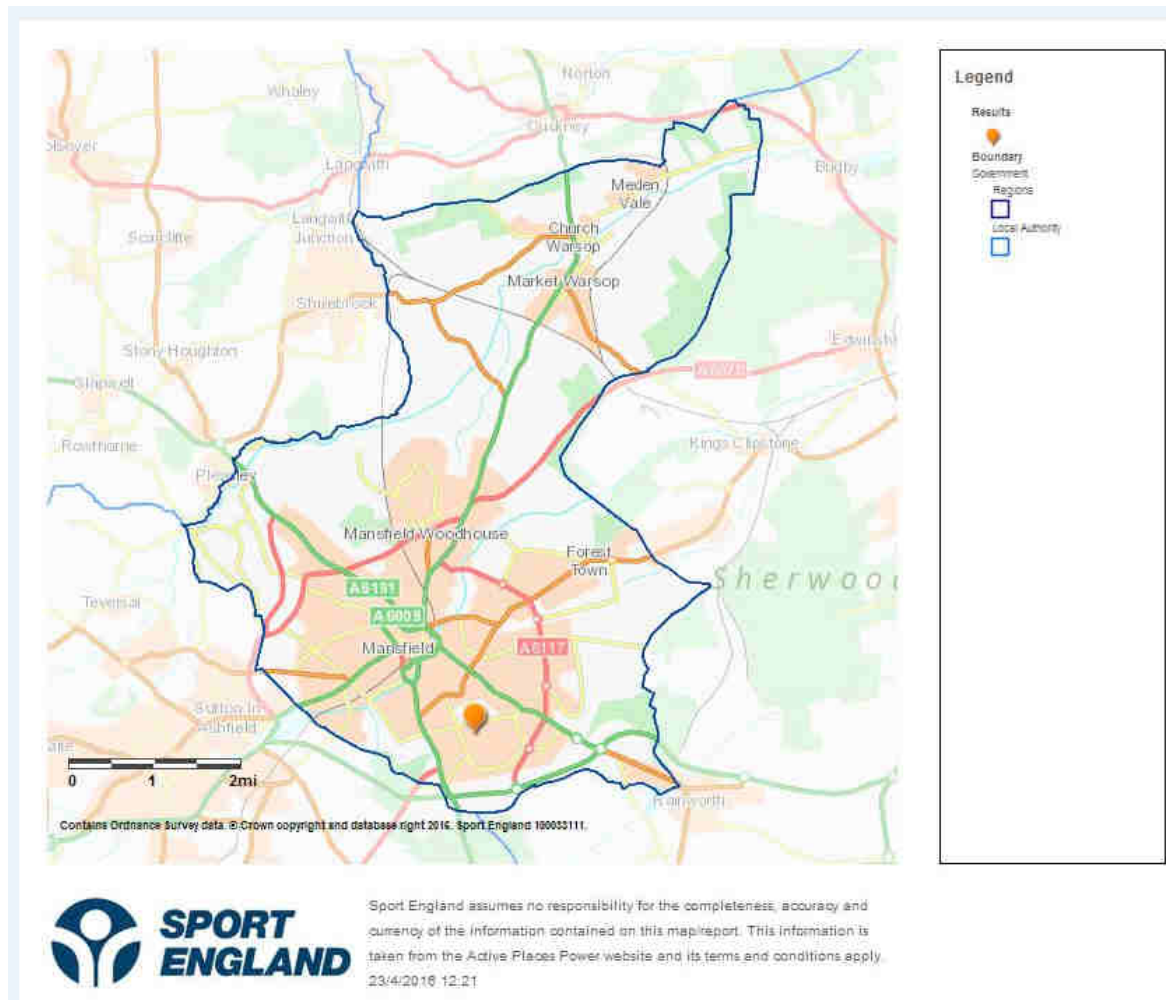 Norton
Whaley
Cuckney
Langwith
Budby
Meden
Vale
Langwith
Junction
Scarcliffe
Church
Warsop
Market Warsop
Shirebrook
Stony Houghton
Glapwell
Rowthorne
Kings Clipstone
Pleasley
Mansfield Woodhouse
Forest
Town
Sherwood
A6191
A6009
Teversal
Mansfield
A6117
Sutton in
Ashfield
0 1 2mi
Rainworth
Contains Ordnance Survey data. © Crown copyright and database right 2016. Sport England 100033111.
Legend
Results
Boundary
Government
Regions
Local Authority
SPORT
ENGLAND
Sport England assumes no responsibility for the completeness, accuracy and
currency of the information contained on this map/report. This information is
taken from the Active Places Power website and its terms and conditions apply.
23/4/2016 12:21